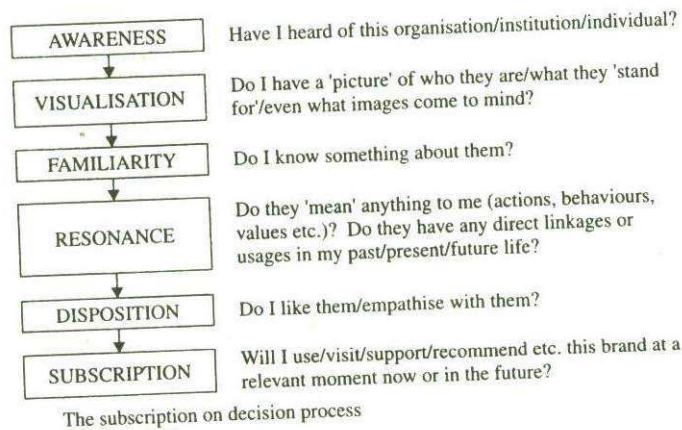 AWARENESS
Have I heard of this organisation/institution/individual?
VISUALISATION
Do I have a 'picture' of who they are/what they 'stand
for'/even what images come to mind?
FAMILIARITY
Do I know something about them?
RESONANCE
Do they 'mean' anything to me (actions, behaviours,
values etc.)? Do they have any direct linkages or
usages in my past/present/future life?
DISPOSITION
Do I like them/empathise with them?
SUBSCRIPTION
Will I use/visit/support/recommend etc. this brand at a
relevant moment now or in the future?
The subscription on decision process